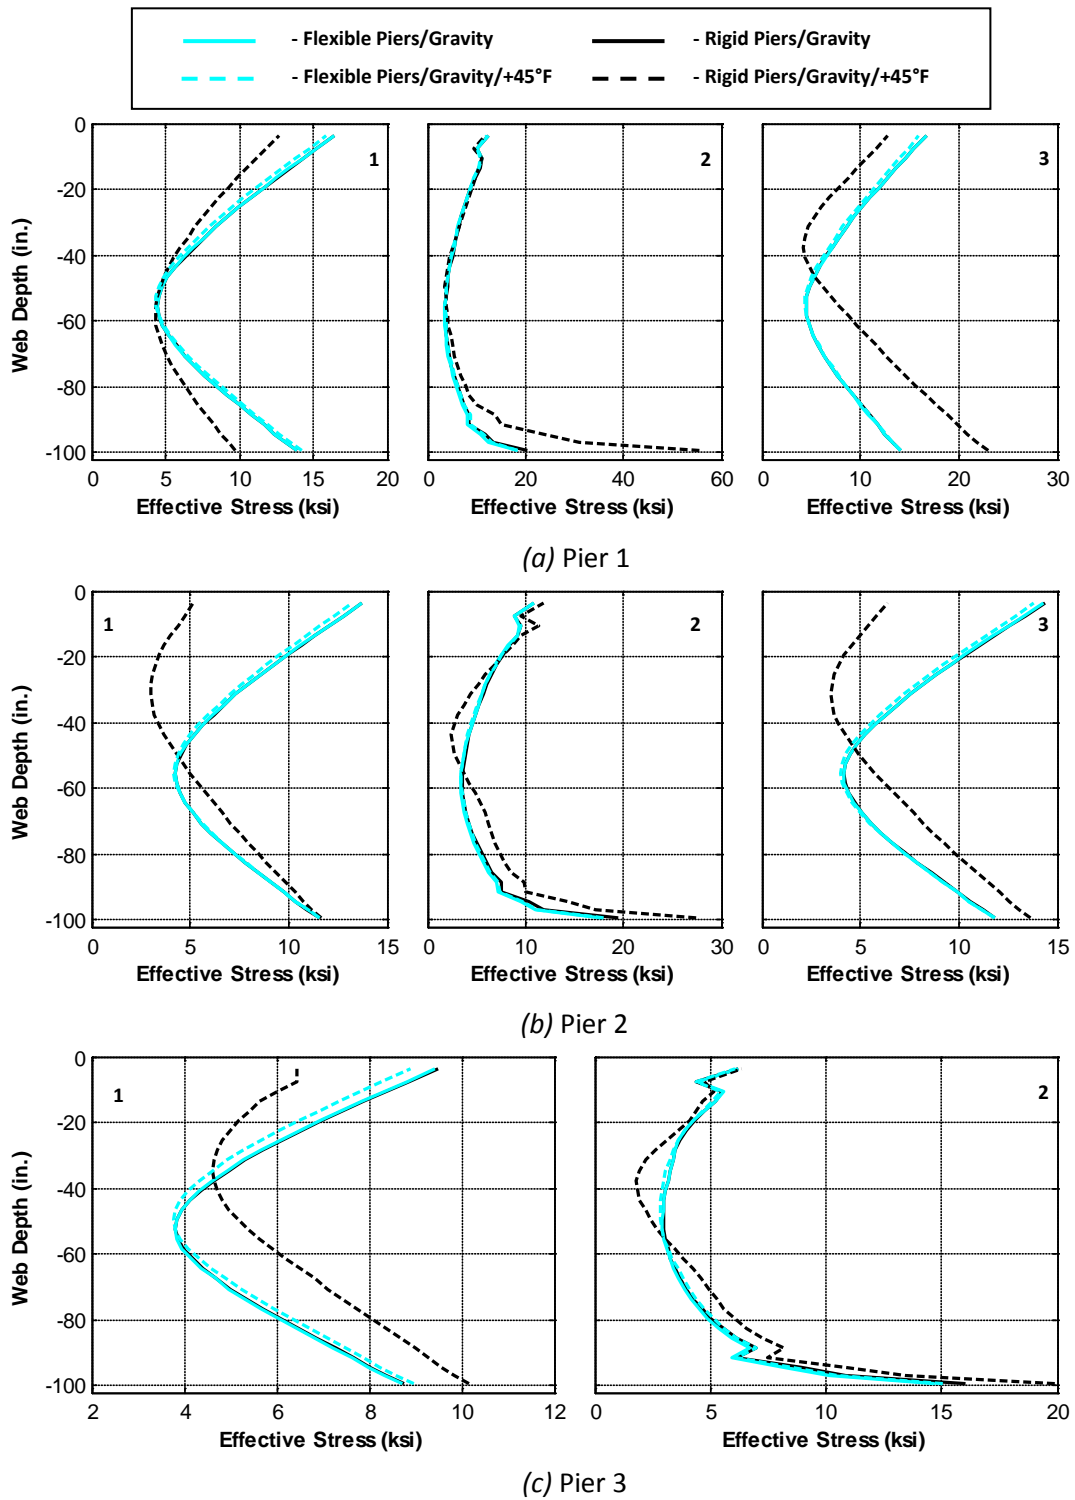 - Flexible Piers/Gravity - Rigid Piers/Gravity
- Flexible Piers/Gravity/+45°F - Rigid Piers/Gravity/+45°F
0
-20
-40
-60
-80
-100
Web Depth (in.)
1
2
3
0 5 10 15 20
0 20 40 60
0 10 20 30
Effective Stress (ksi) Effective Stress (ksi) Effective Stress (ksi)
(a) Pier 1
0
-20
-40
-60
-80
-100
Web Depth (in.)
1
2
3
0 5 10 15
0 10 20 30
0 5 10 15
Effective Stress (ksi) Effective Stress (ksi) Effective Stress (ksi)
(b) Pier 2
0
-20
-40
-60
-80
-100
Web Depth (in.)
1
2
2 4 6 8 10 12
0 5 10 15 20
Effective Stress (ksi) Effective Stress (ksi)
(c) Pier 3